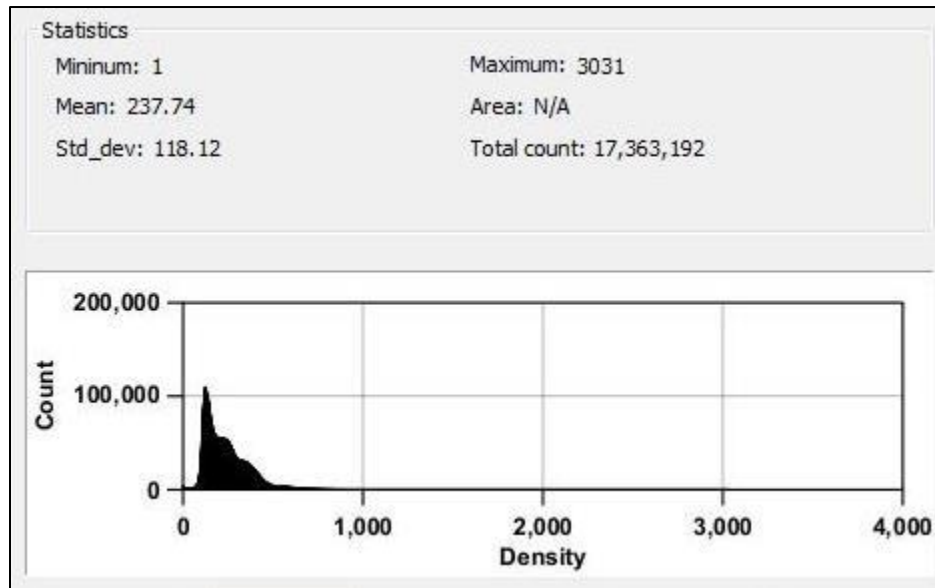 Statistics
Mininum: 1
Maximum: 3031
Mean: 237.74
Area: N/A
Std_dev: 118.12
Total count: 17,363,192
200,000
100,000
0
Count
0 1,000 2,000 3,000 4,000
Density